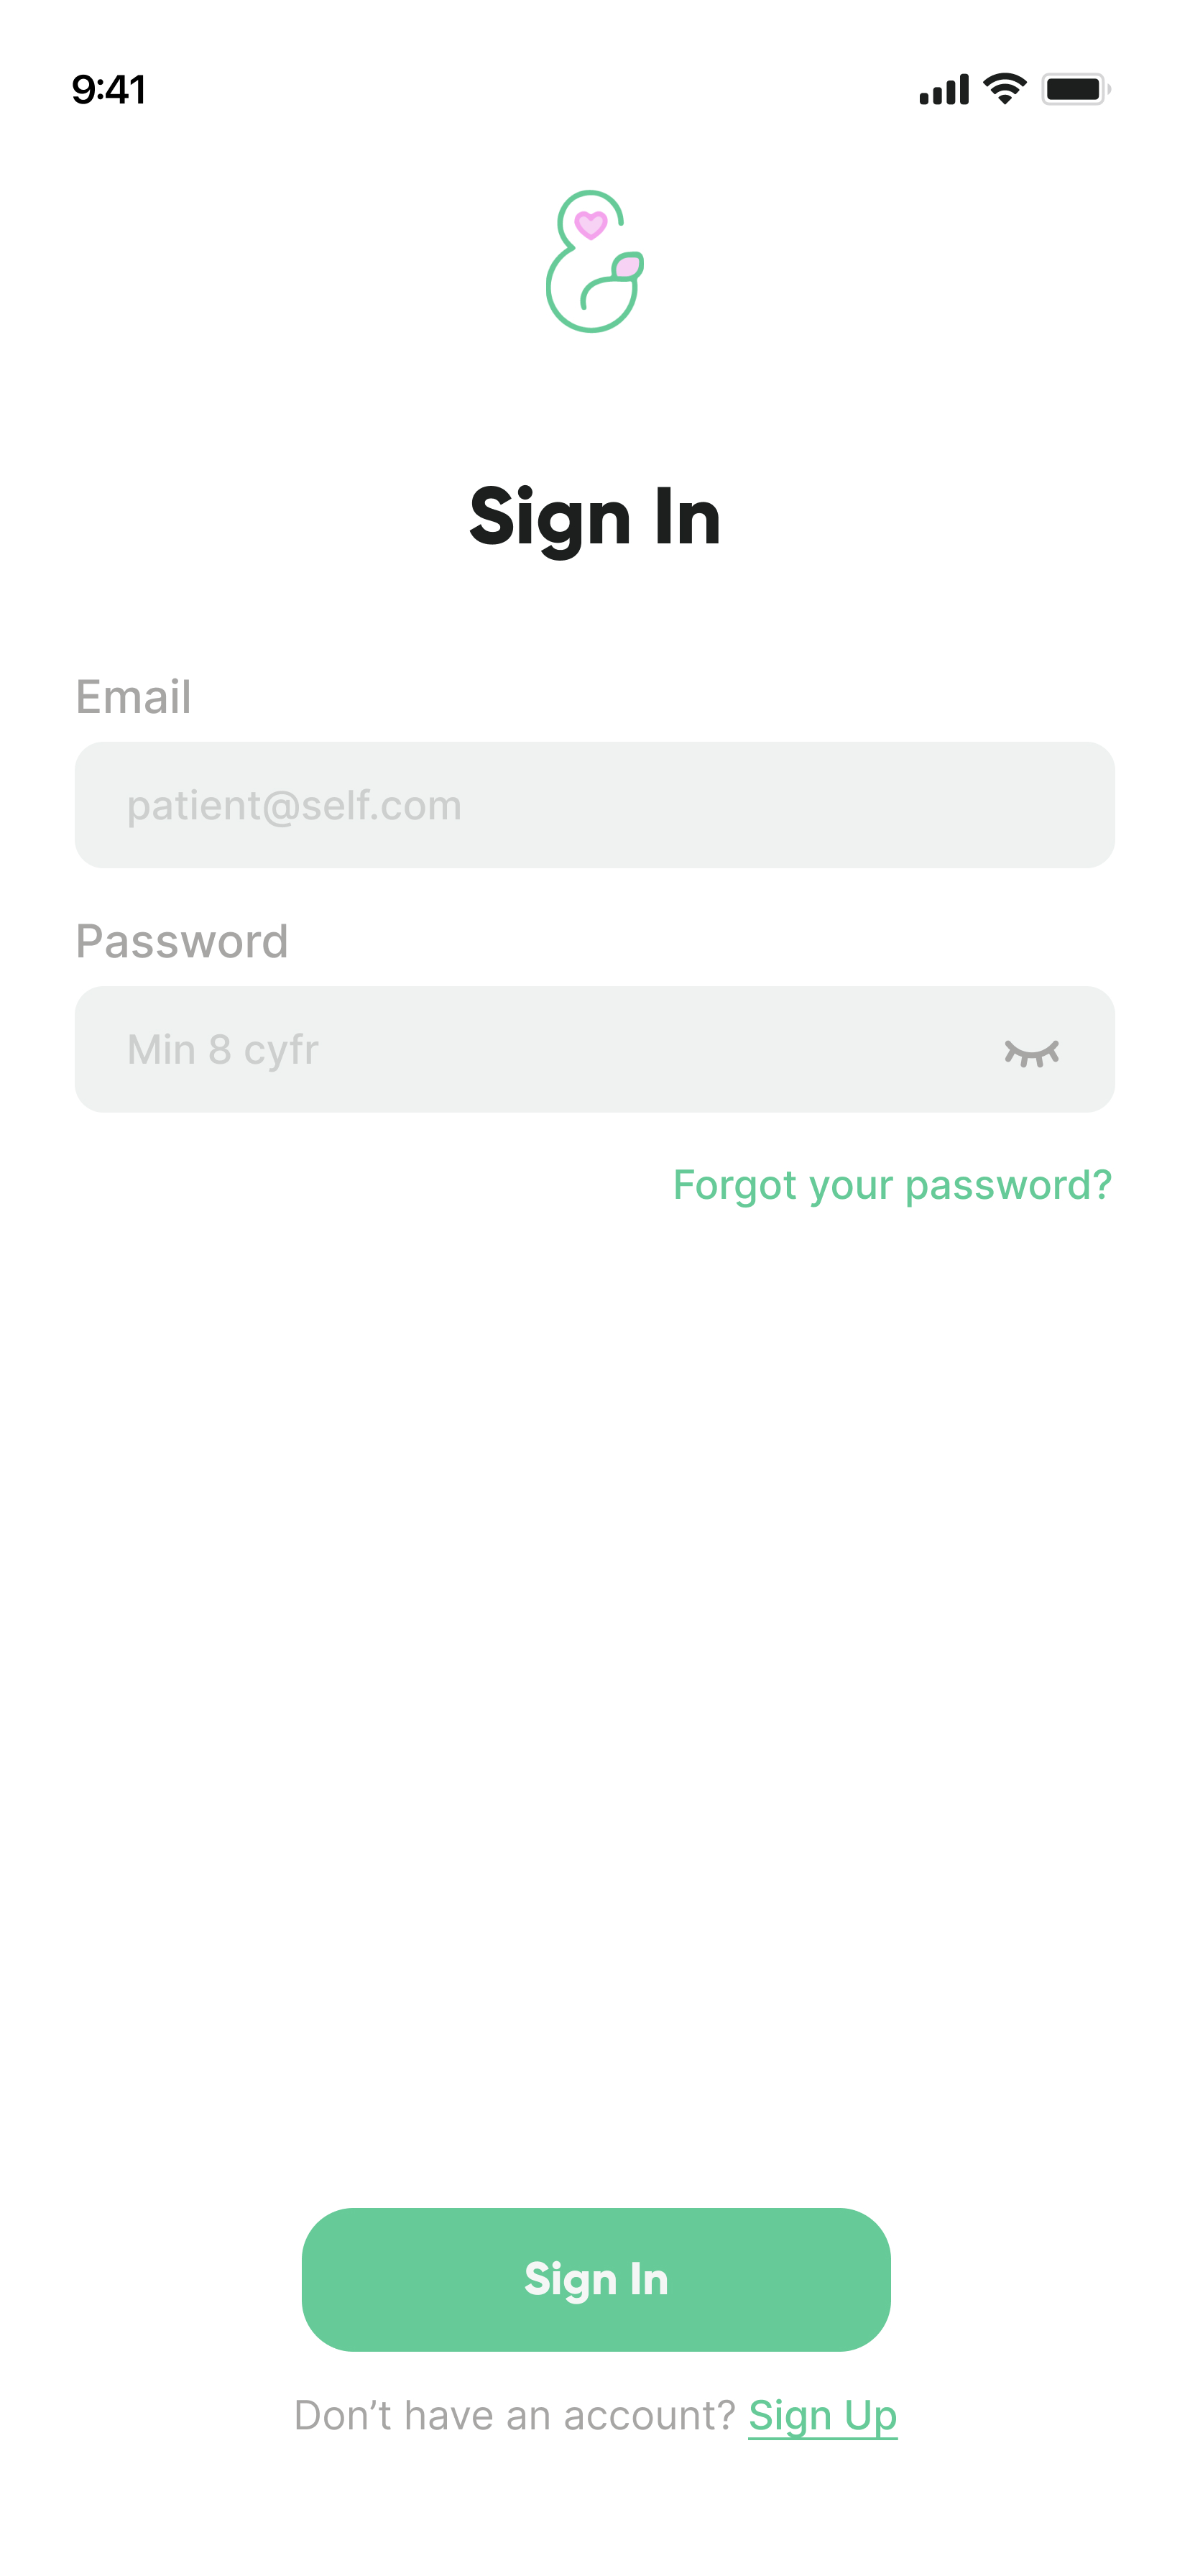 9:41
Sign In
Email
patient@self.com
Password
Min 8 cyfr
Forgot your password?
Sign In
Don’t have an account? Sign Up